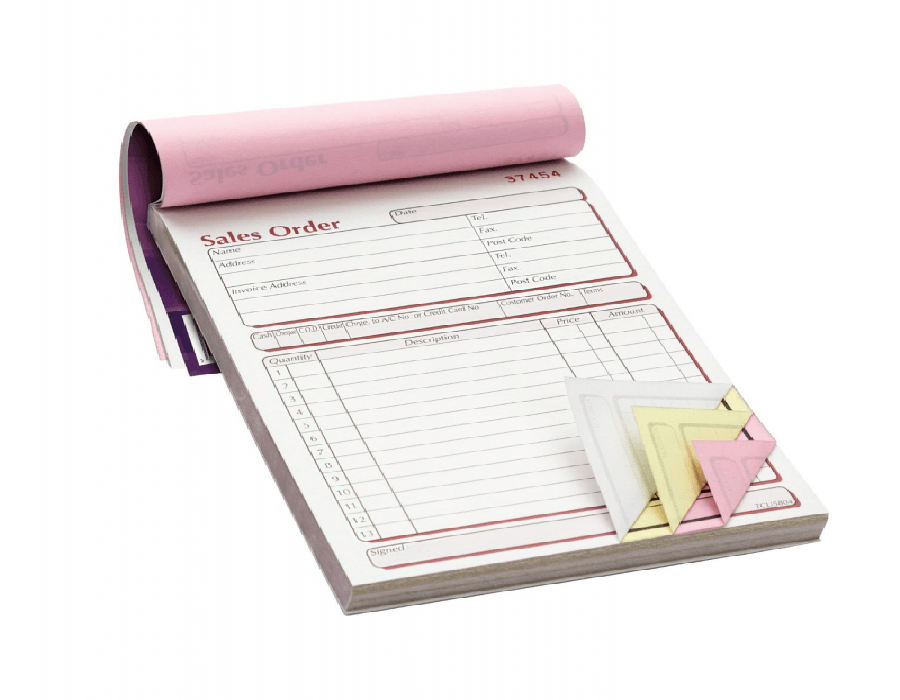 Sales Order
37454
Sales Order
Date
Name
Tel.
Address
Fax.
Post Code
Invoice Address
Tel.
Fax
Post Code
Cash Cheque C.O.D. Credit Chrge. to A/C No. or Credit Card No. Customer Order No. Terms
Quantity Description Price Amount
1
2
3
4
5
6
7
8
9
10
11
12
13
Signed